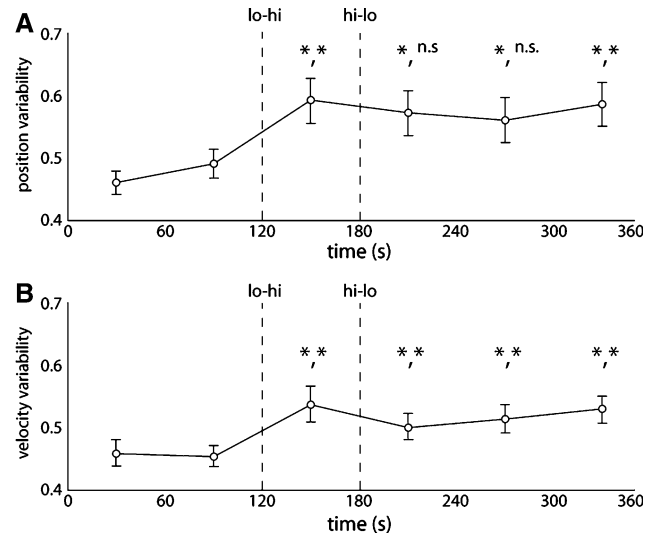 A
lo-hi hi-lo
0.7
*,* *, n.s *, n.s. *,*
0.6
position variability
0.5
0.4
0 60 120 180 240 300 360
time (s)
B
lo-hi hi-lo
0.7
*,* *,* *,* *,*
0.6
velocity variability
0.5
0.4
0 60 120 180 240 300 360
time (s)